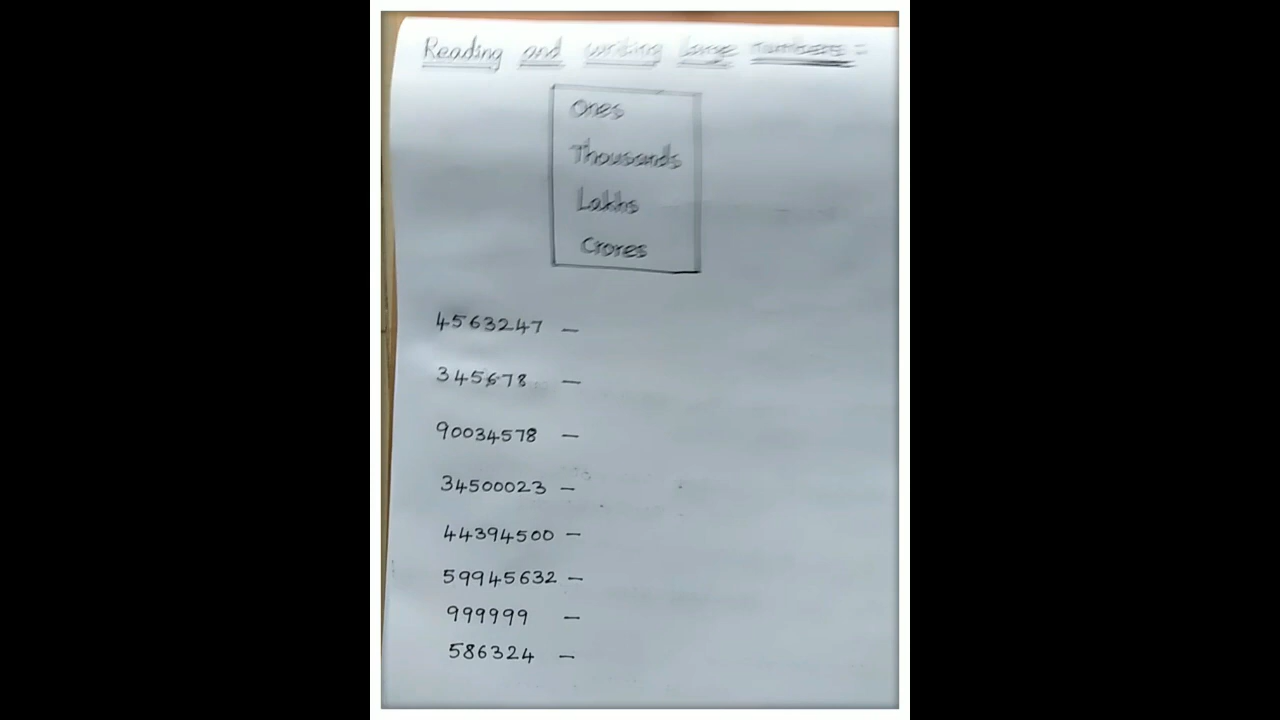 Reading and writing large numbers =
Ones
Thousands
Lakhs
Crores
4563247 —
345678 —
90034578 —
34500023 —
44394500 —
59945632 —
999999 —
586324 —